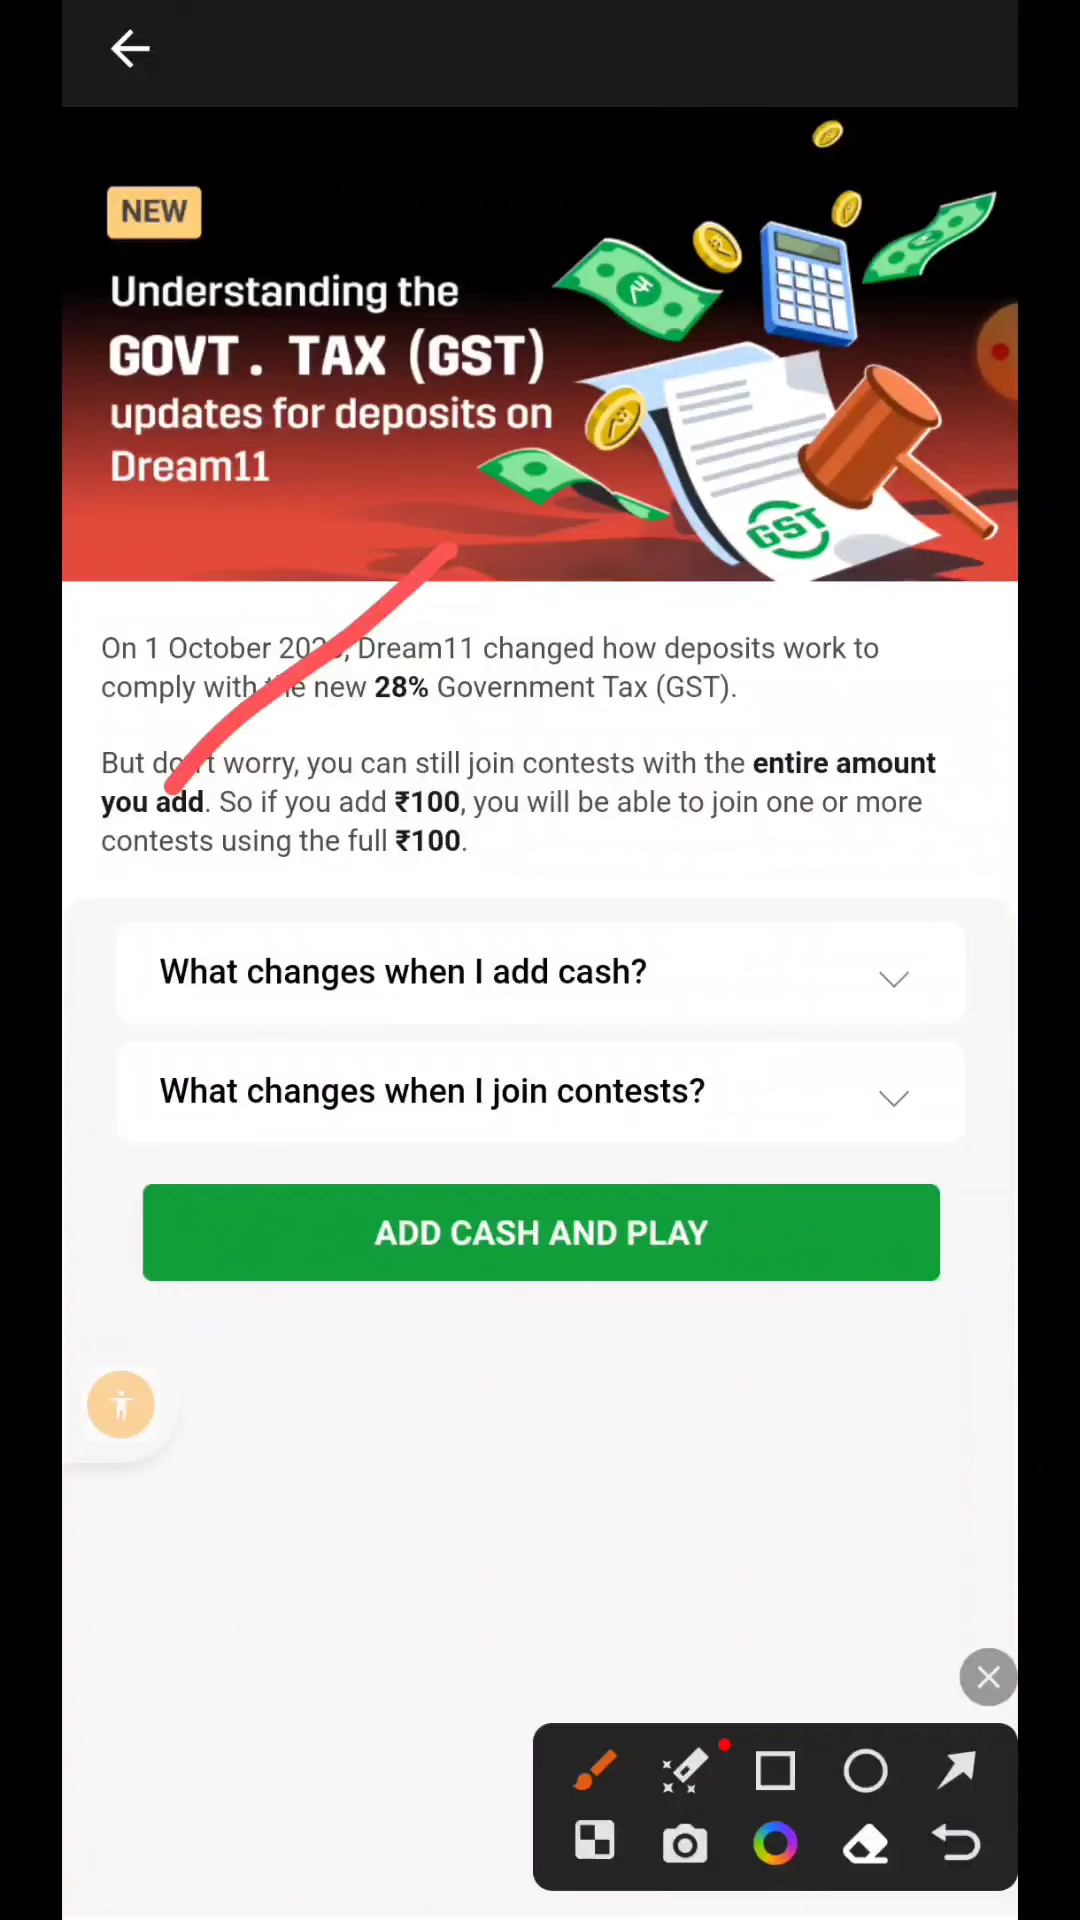 NEW
Understanding the
GOVT. TAX (GST)
updates for deposits on
Dream11
GST
On 1 October Dream11 changed how deposits work to
comply with the new 28% Government Tax (GST).
But don't worry, you can still join contests with the entire amount
you add. So if you add ₹100, you will be able to join one or more
contests using the full ₹100.
What changes when I add cash?
What changes when I join contests?
ADD CASH AND PLAY